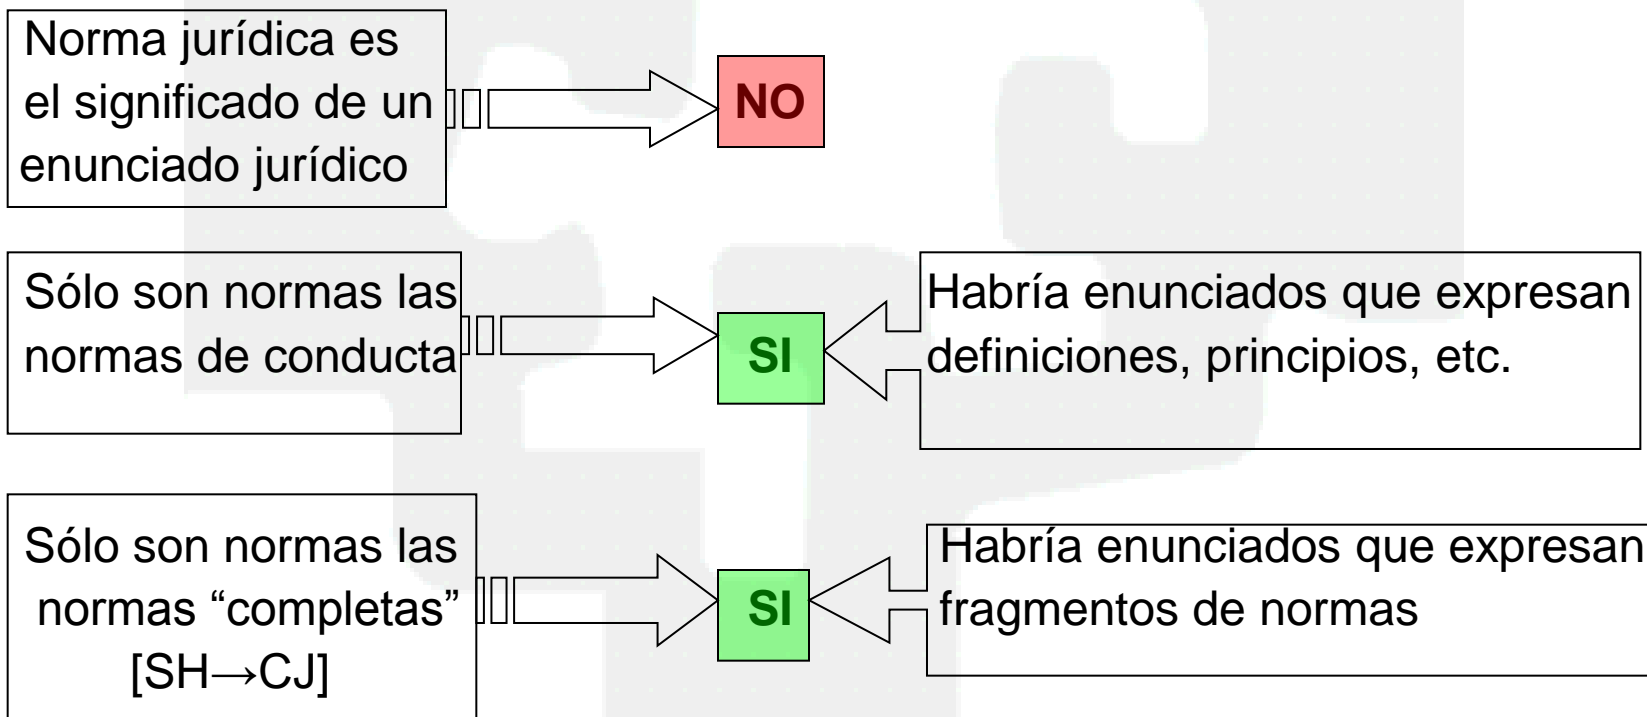 Norma jurídica es
el significado de un
enunciado jurídico
NO
Sólo son normas las
normas de conducta
SI
Habría enunciados que expresan
definiciones, principios, etc.
Sólo son normas las
normas “completas”
[SH→CJ]
SI
Habría enunciados que expresan
fragmentos de normas